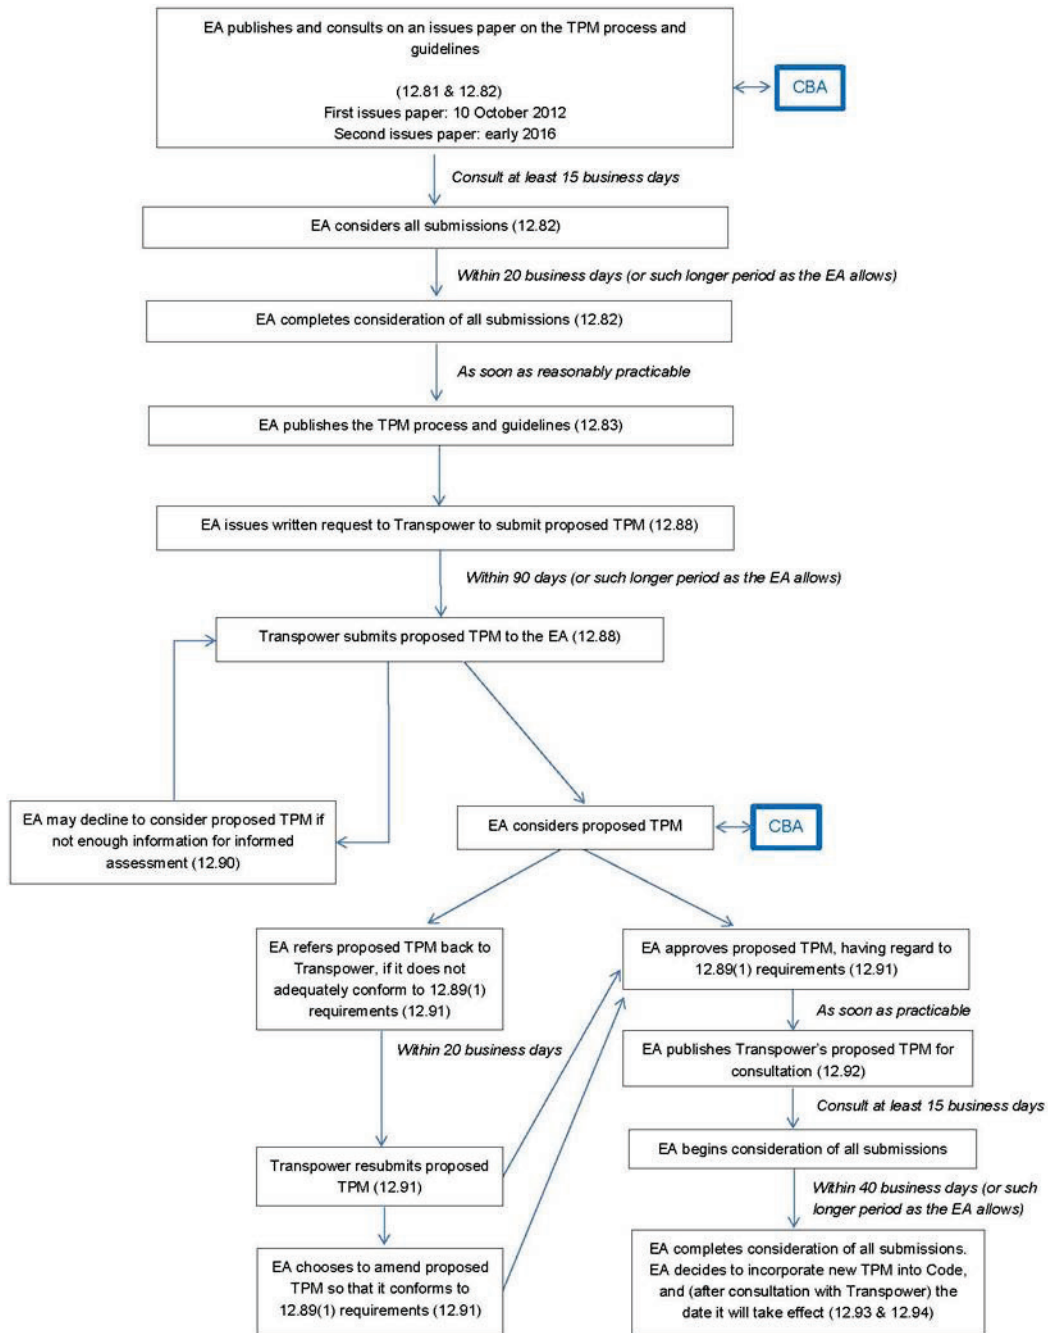 EA publishes and consults on an issues paper on the TPM process and
guidelines
(12.81 & 12.82)
First issues paper: 10 October 2012
Second issues paper: early 2016
CBA
Consult at least 15 business days
EA considers all submissions (12.82)
Within 20 business days (or such longer period as the EA allows)
EA completes consideration of all submissions (12.82)
As soon as reasonably practicable
EA publishes the TPM process and guidelines (12.83)
EA issues written request to Transpower to submit proposed TPM (12.88)
Within 90 days (or such longer period as the EA allows)
Transpower submits proposed TPM to the EA (12.88)
EA may decline to consider proposed TPM if
not enough information for informed
assessment (12.90)
EA considers proposed TPM
CBA
EA refers proposed TPM back to
Transpower, if it does not
adequately conform to 12.89(1)
requirements (12.91)
Within 20 business days
Transpower resubmits proposed
TPM (12.91)
EA chooses to amend proposed
TPM so that it conforms to
12.89(1) requirements (12.91)
EA approves proposed TPM, having regard to
12.89(1) requirements (12.91)
As soon as practicable
EA publishes Transpower's proposed TPM for
consultation (12.92)
Consult at least 15 business days
EA begins consideration of all submissions
Within 40 business days (or such
longer period as the EA allows)
EA completes consideration of all submissions.
EA decides to incorporate new TPM into Code,
and (after consultation with Transpower) the
date it will take effect (12.93 & 12.94)